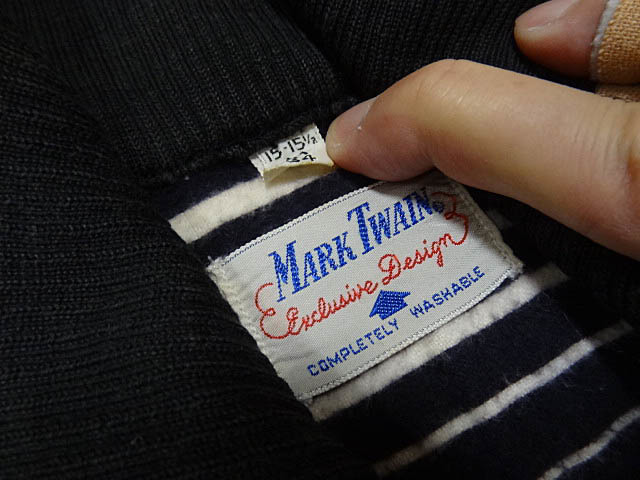 15-15½
MARK TWAIN®
Exclusive Design
COMPLETELY WASHABLE